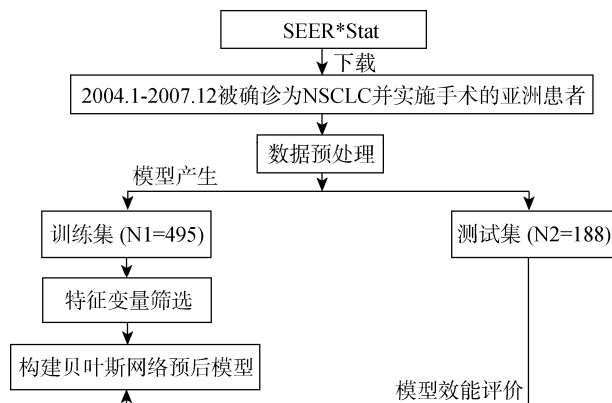 SEER*Stat
下载
2004.1-2007.12被确诊为NSCLC并实施手术的亚洲患者
数据预处理
模型产生
训练集 (N1=495)
测试集 (N2=188)
特征变量筛选
构建贝叶斯网络预后模型
模型效能评价